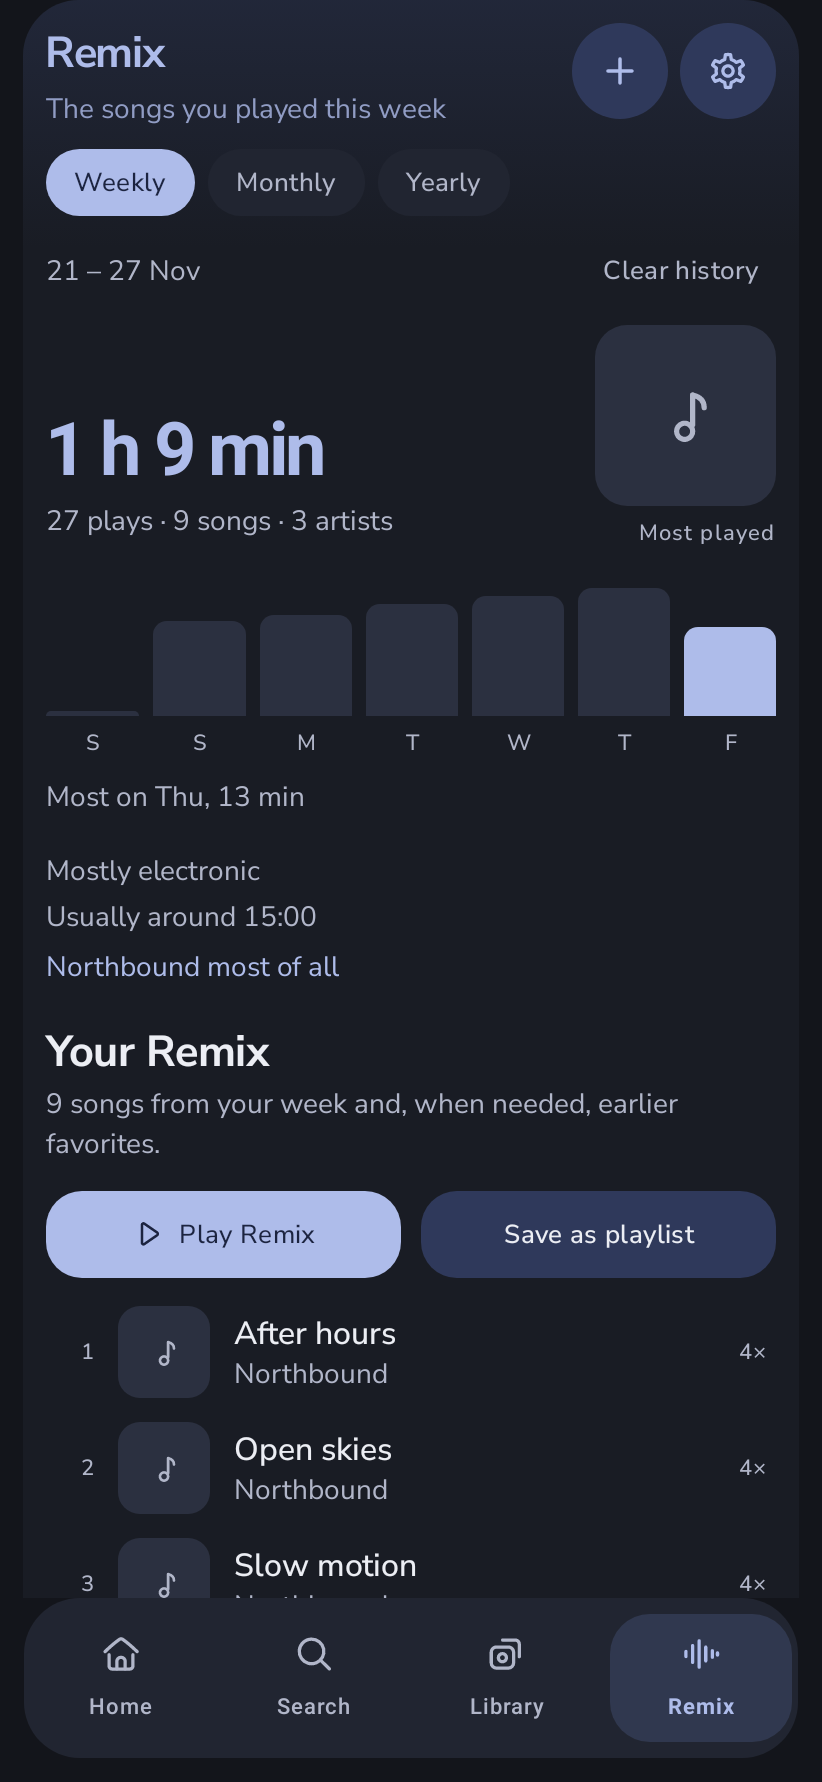 Remix
The songs you played this week
Weekly
Monthly
Yearly
21 – 27 Nov
Clear history
1 h 9 min
27 plays · 9 songs · 3 artists
Most played
S S M T W T F
Most on Thu, 13 min
Mostly electronic
Usually around 15:00
Northbound most of all
Your Remix
9 songs from your week and, when needed, earlier
favorites.
Play Remix
Save as playlist
1
After hours
Northbound
4×
2
Open skies
Northbound
4×
3
Slow motion
4×
Home
Search
Library
Remix